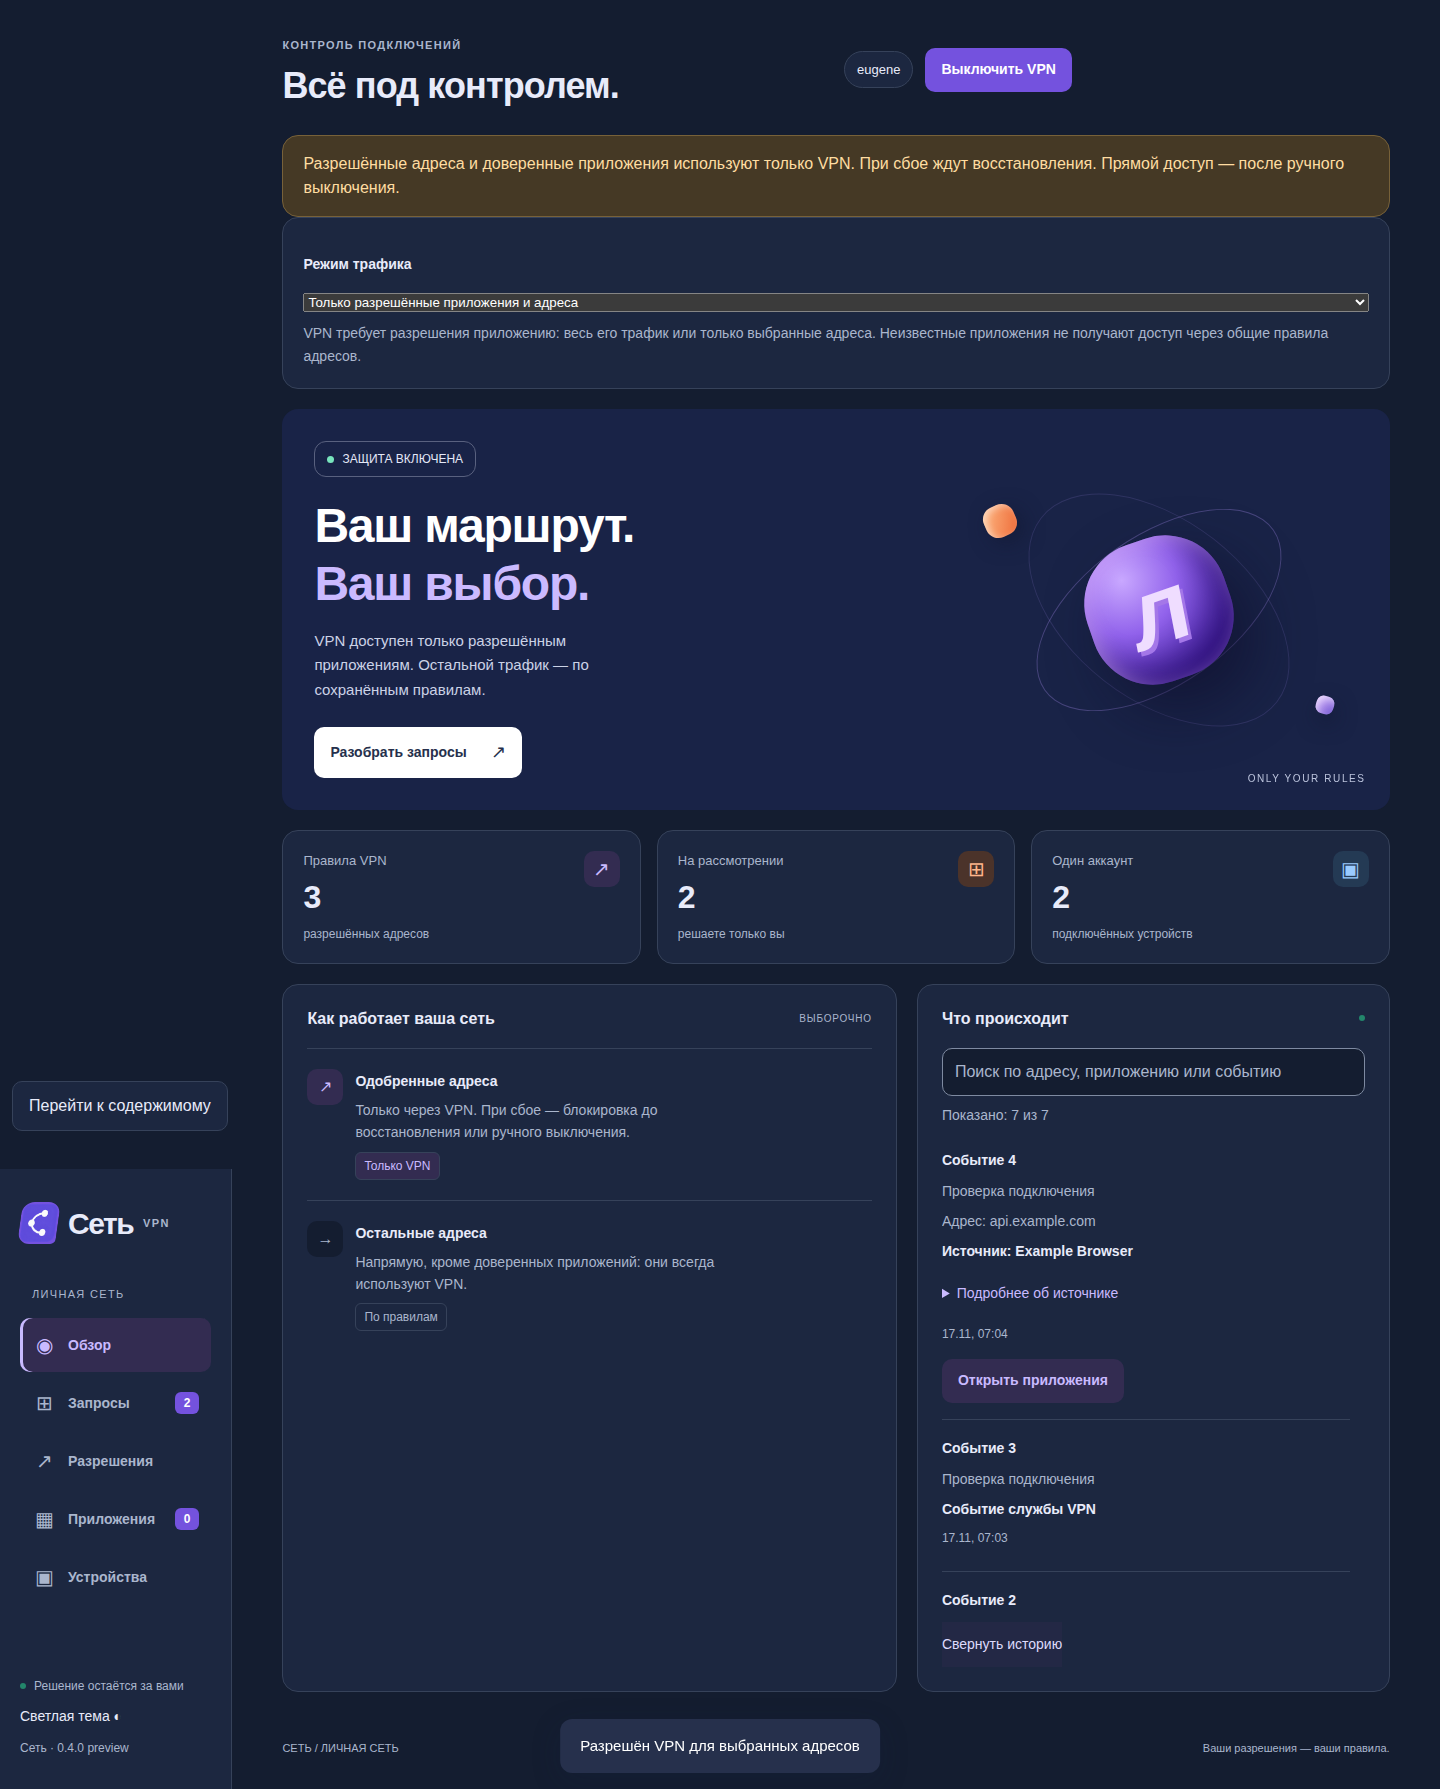 КОНТРОЛЬ ПОДКЛЮЧЕНИЙ
Всё под контролем.
eugene
Выключить VPN
Разрешённые адреса и доверенные приложения используют только VPN. При сбое ждут восстановления. Прямой доступ — после ручного
выключения.
Режим трафика
Только разрешённые приложения и адреса
VPN требует разрешения приложению: весь его трафик или только выбранные адреса. Неизвестные приложения не получают доступ через общие правила
адресов.
ЗАЩИТА ВКЛЮЧЕНА
Ваш маршрут.
Ваш выбор.
VPN доступен только разрешённым
приложениям. Остальной трафик — по
сохранённым правилам.
Разобрать запросы ↗
Л
ONLY YOUR RULES
Правила VPN
3
разрешённых адресов
На рассмотрении
2
решаете только вы
Один аккаунт
2
подключённых устройств
Как работает ваша сеть
ВЫБОРОЧНО
Одобренные адреса
Только через VPN. При сбое — блокировка до
восстановления или ручного выключения.
Только VPN
Остальные адреса
Напрямую, кроме доверенных приложений: они всегда
используют VPN.
По правилам
Что происходит
Поиск по адресу, приложению или событию
Показано: 7 из 7
Событие 4
Проверка подключения
Адрес: api.example.com
Источник: Example Browser
Подробнее об источнике
17.11, 07:04
Открыть приложения
Событие 3
Проверка подключения
Событие службы VPN
17.11, 07:03
Событие 2
Свернуть историю
Перейти к содержимому
Сеть VPN
ЛИЧНАЯ СЕТЬ
Обзор
Запросы 2
Разрешения
Приложения 0
Устройства
Решение остаётся за вами
Светлая тема
Сеть · 0.4.0 preview
СЕТЬ / ЛИЧНАЯ СЕТЬ
Разрешён VPN для выбранных адресов
Ваши разрешения — ваши правила.